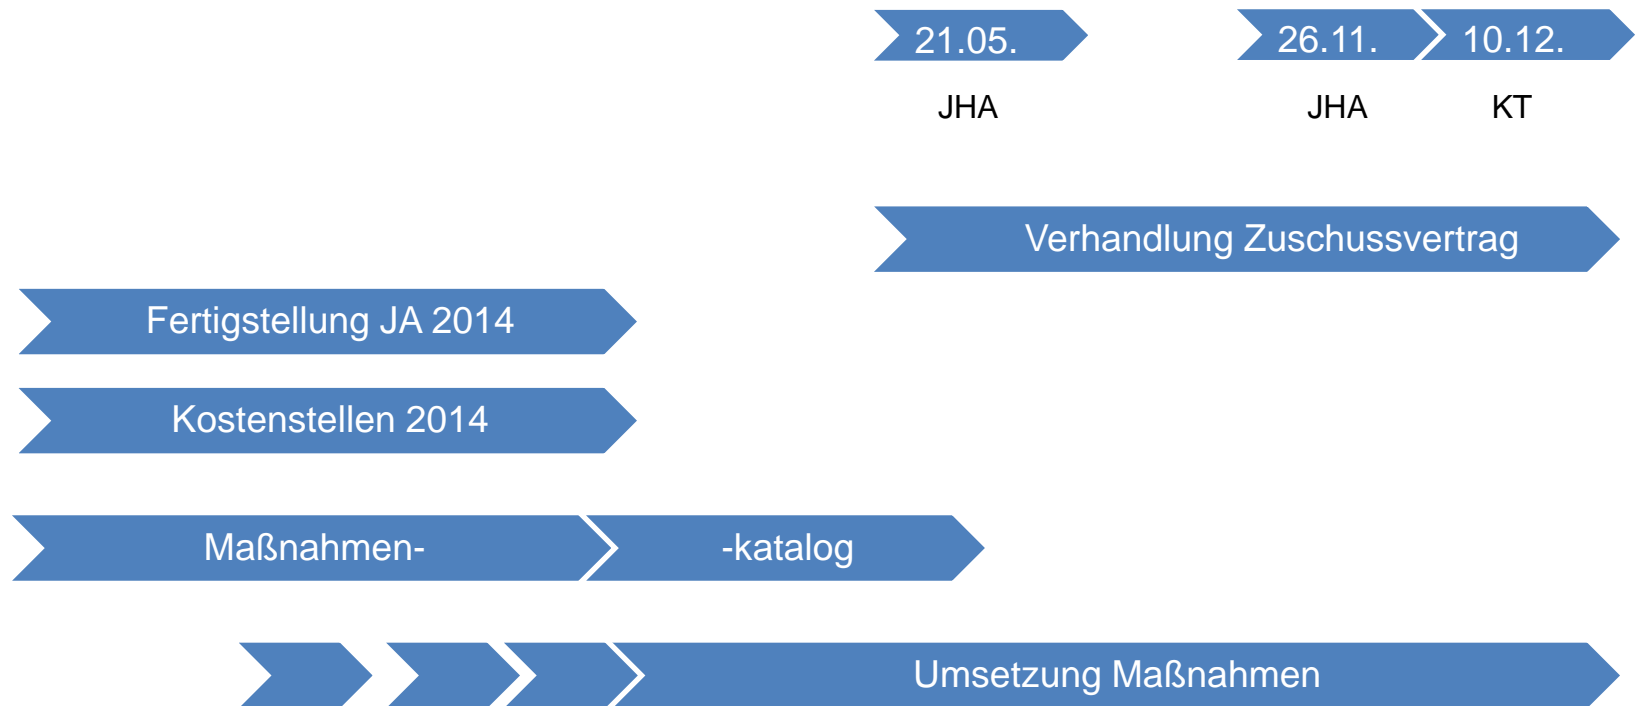 21.05. 26.11. 10.12.
JHA JHA KT
Verhandlung Zuschussvertrag
Fertigstellung JA 2014
Kostenstellen 2014
Maßnahmen- -katalog
Umsetzung Maßnahmen